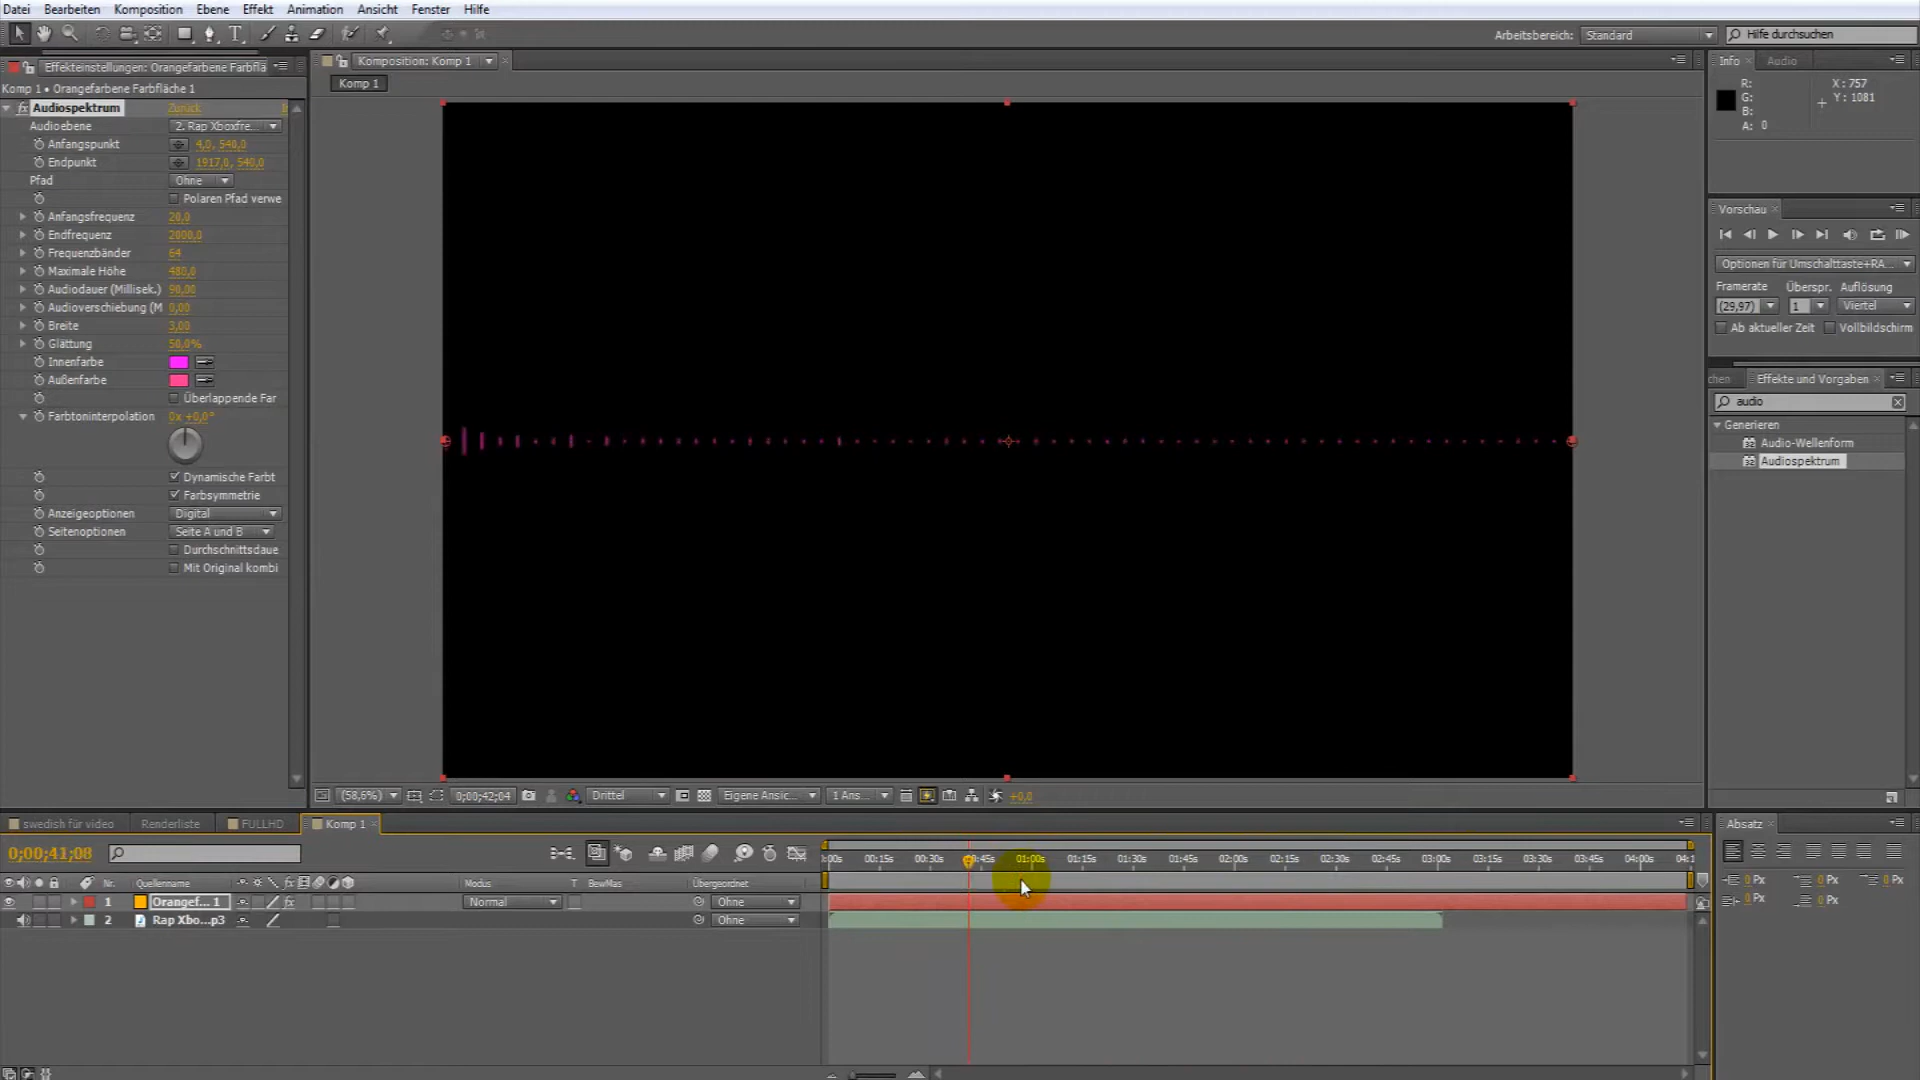 Datei Bearbeiten Komposition Ebene Effekt Animation Ansicht Fenster Hilfe
Arbeitsbereich: Standard Hilfe durchsuchen
Effekteinstellungen: Orangefarbene Farbflä
Komp 1 • Orangefarbene Farbfläche 1
Audiospektrum Zurück
Audioebene 2. Rap Xboxfre...
Anfangspunkt 4,0, 540,0
Endpunkt 1917,0, 540,0
Pfad Ohne
Polaren Pfad verwe
Anfangsfrequenz 20,0
Endfrequenz 2000,0
Frequenzbänder 64
Maximale Höhe 480,0
Audiodauer (Millisek.) 90,00
Audioverschiebung (M 0,00
Breite 3,00
Glättung 50,0%
Innenfarbe
Außenfarbe
Überlappende Far
Farbtoninterpolation 0x +0,0°
Dynamische Farbt
Farbsymmetrie
Anzeigeoptionen Digital
Seitenoptionen Seite A und B
Durchschnittsdaue
Mit Original kombi
Komposition: Komp 1
Komp 1
(58,6%) 0;00;42;04 Drittel Eigene Ansic... 1 Ans... +0,0
Info Audio
R: X : 757
G: Y : 1081
B:
A: 0
Vorschau
Optionen für Umschalttaste+RA...
Framerate Überspr. Auflösung
(29,97) 1 Viertel
Ab aktueller Zeit Vollbildschirm
chen Effekte und Vorgaben
audio
Generieren
Audio-Wellenform
Audiospektrum
swedish für video Renderliste FULLHD Komp 1
0;00;41;08
:00s 00:15s 00:30s 0:45s 01:00s 01:15s 01:30s 01:45s 02:00s 02:15s 02:30s 02:45s 03:00s 03:15s 03:30s 03:45s 04:00s 04:1
Nr. Quellenname fx Modus T BewMas Übergeordnet
1 Orangef... 1 fx Normal Ohne
2 Rap Xbo...p3 Ohne
Absatz
0 Px 0 Px 0 Px
0 Px 0 Px